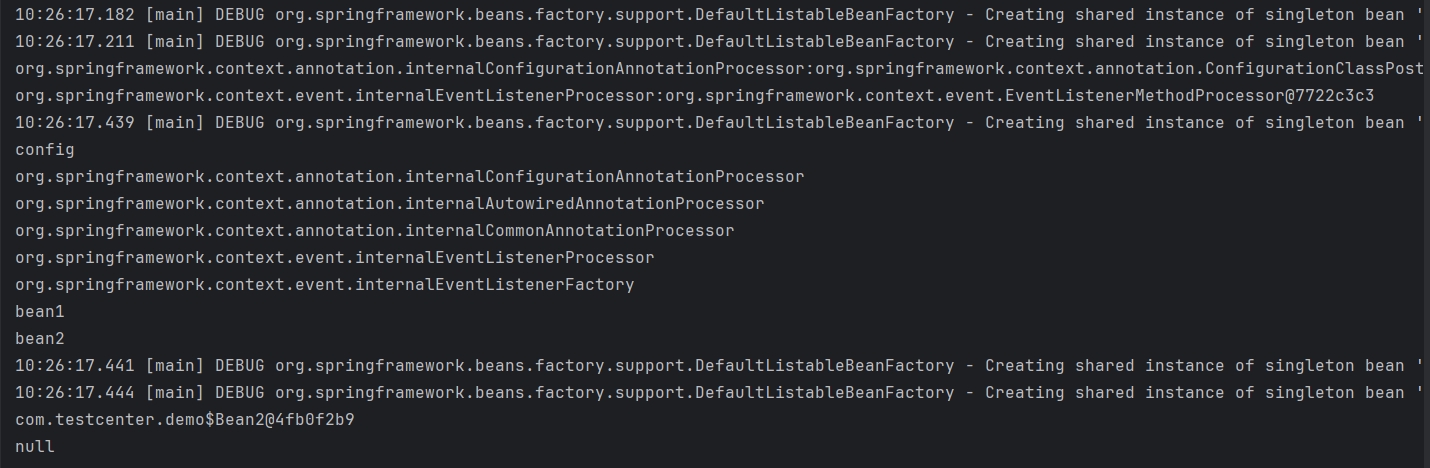 10:26:17.182 [main] DEBUG org.springframework.beans.factory.support.DefaultListableBeanFactory - Creating shared instance of singleton bean '
10:26:17.211 [main] DEBUG org.springframework.beans.factory.support.DefaultListableBeanFactory - Creating shared instance of singleton bean '
org.springframework.context.annotation.internalConfigurationAnnotationProcessor:org.springframework.context.annotation.ConfigurationClassPost
org.springframework.context.event.internalEventListenerProcessor:org.springframework.context.event.EventListenerMethodProcessor@7722c3c3
10:26:17.439 [main] DEBUG org.springframework.beans.factory.support.DefaultListableBeanFactory - Creating shared instance of singleton bean '
config
org.springframework.context.annotation.internalConfigurationAnnotationProcessor
org.springframework.context.annotation.internalAutowiredAnnotationProcessor
org.springframework.context.annotation.internalCommonAnnotationProcessor
org.springframework.context.event.internalEventListenerProcessor
org.springframework.context.event.internalEventListenerFactory
bean1
bean2
10:26:17.441 [main] DEBUG org.springframework.beans.factory.support.DefaultListableBeanFactory - Creating shared instance of singleton bean '
10:26:17.444 [main] DEBUG org.springframework.beans.factory.support.DefaultListableBeanFactory - Creating shared instance of singleton bean '
com.testcenter.demo$Bean2@4fb0f2b9
null